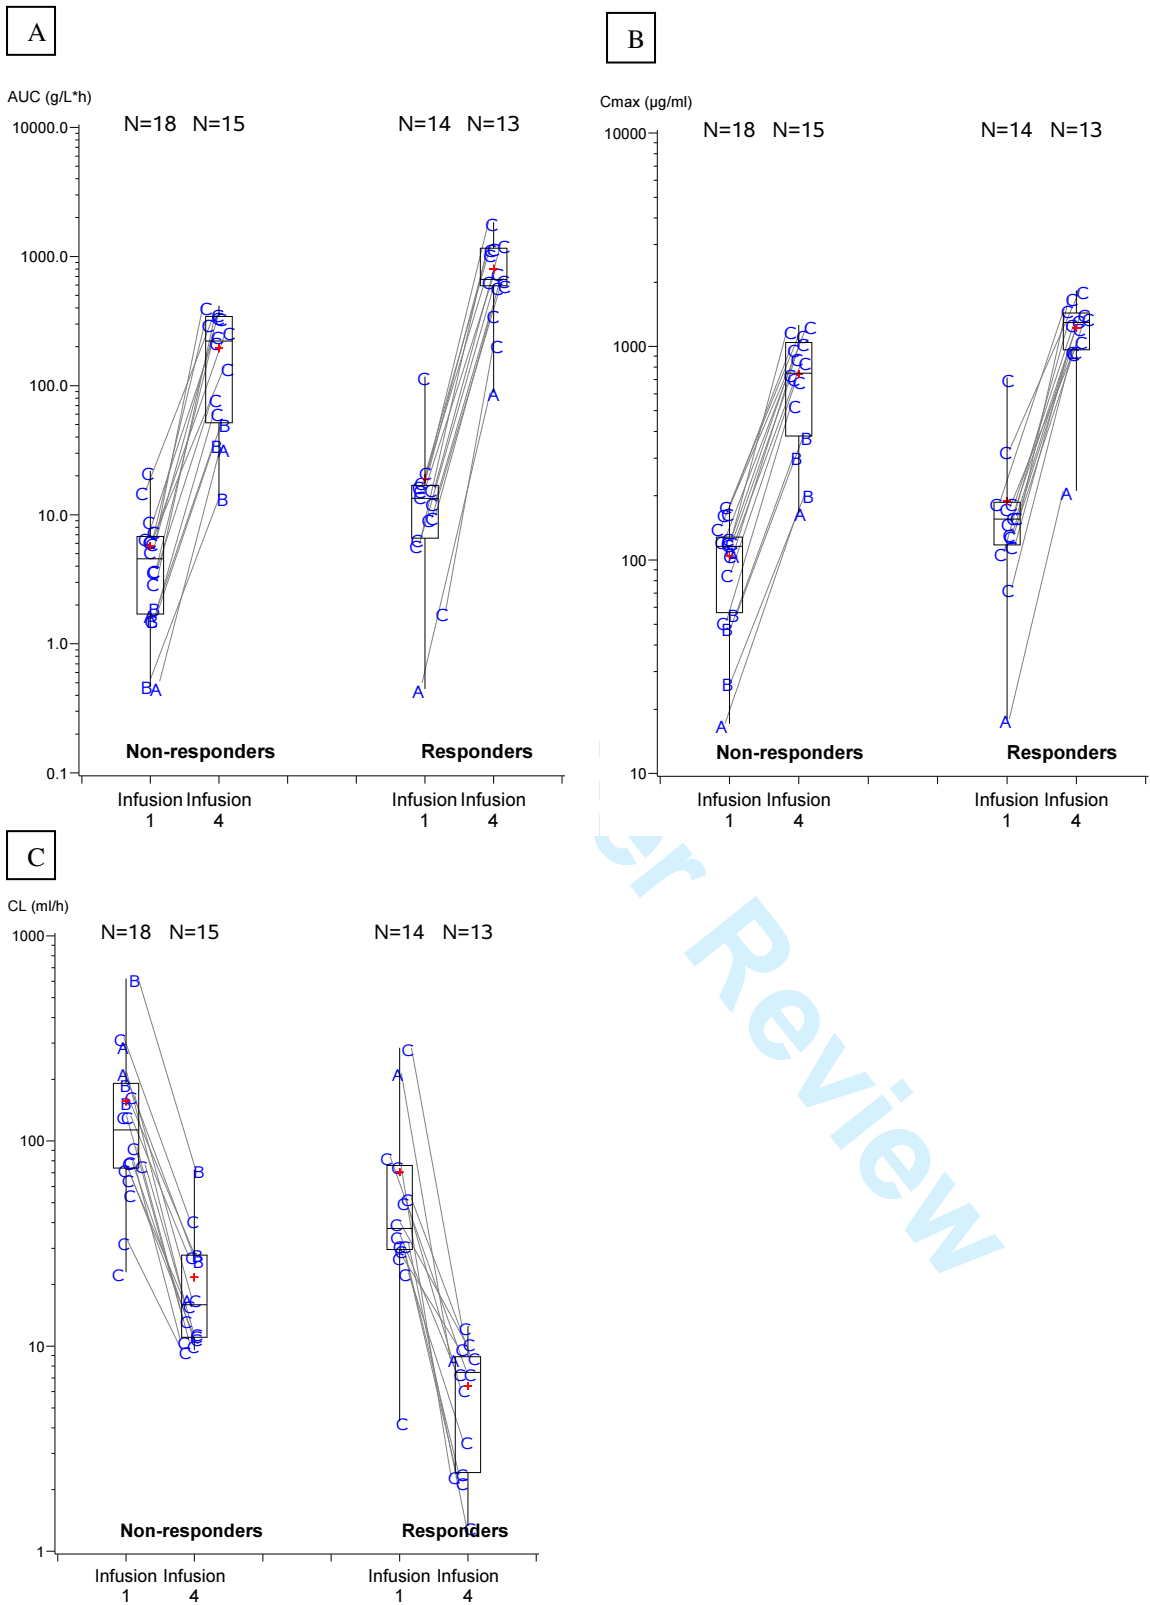 A
AUC (g/L*h)
N=18 N=15 N=14 N=13
10000.0
1000.0
100.0
10.0
1.0
0.1
Non-responders Responders
Infusion Infusion Infusion Infusion
1 4 1 4
B
Cmax (µg/ml)
N=18 N=15 N=14 N=13
10000
1000
100
10
Non-responders Responders
Infusion Infusion Infusion Infusion
1 4 1 4
C
CL (ml/h)
N=18 N=15 N=14 N=13
1000
100
10
1
Non-responders Responders
Infusion Infusion Infusion Infusion
1 4 1 4
er Review